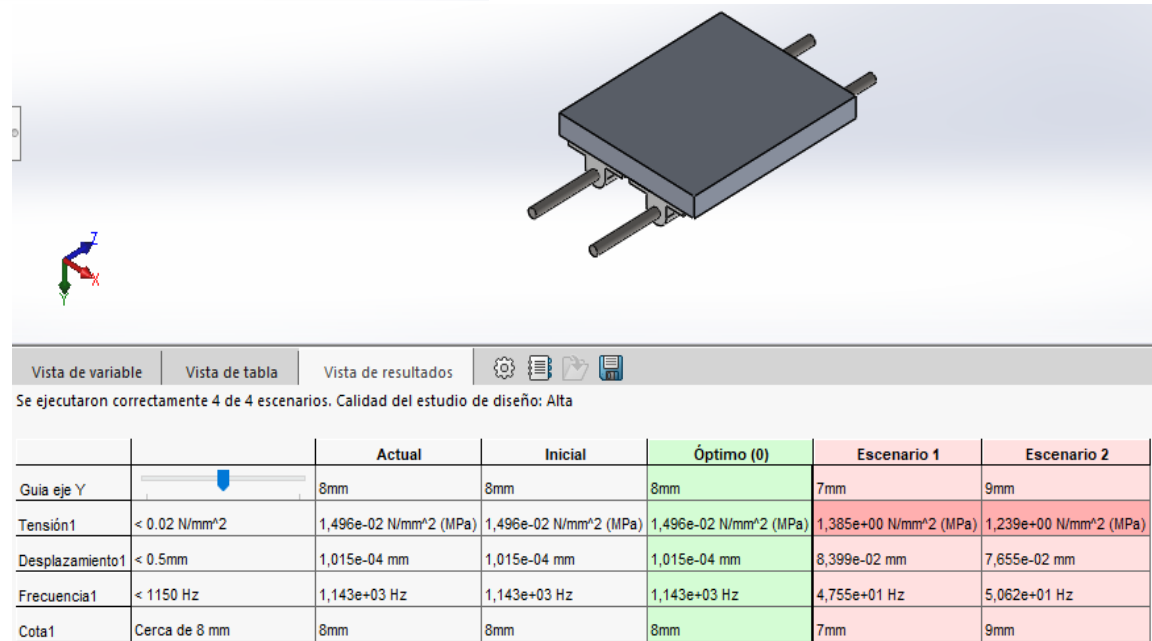 Z
X
Y
Vista de variable Vista de tabla Vista de resultados
Se ejecutaron correctamente 4 de 4 escenarios. Calidad del estudio de diseño: Alta
Actual Inicial Óptimo (0) Escenario 1 Escenario 2
Guia eje Y 8mm 8mm 8mm 7mm 9mm
Tensión1 < 0.02 N/mm^2 1,496e-02 N/mm^2 (MPa) 1,496e-02 N/mm^2 (MPa) 1,496e-02 N/mm^2 (MPa) 1,385e+00 N/mm^2 (MPa) 1,239e+00 N/mm^2 (MPa)
Desplazamiento1 < 0.5mm 1,015e-04 mm 1,015e-04 mm 1,015e-04 mm 8,399e-02 mm 7,655e-02 mm
Frecuencia1 < 1150 Hz 1,143e+03 Hz 1,143e+03 Hz 1,143e+03 Hz 4,755e+01 Hz 5,062e+01 Hz
Cota1 Cerca de 8 mm 8mm 8mm 8mm 7mm 9mm